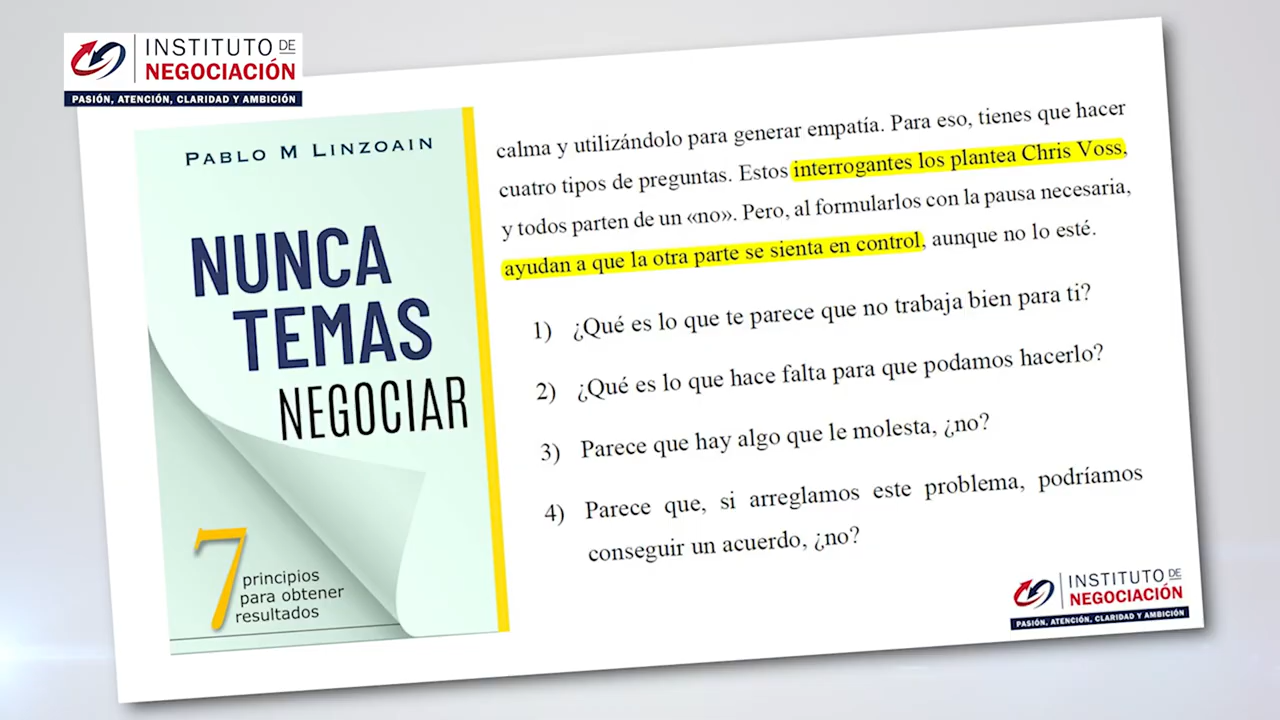 INSTITUTO DE
NEGOCIACIÓN
PASIÓN, ATENCIÓN, CLARIDAD Y AMBICIÓN
PABLO M LINZOAIN
NUNCA
TEMAS
NEGOCIAR
7
principios
para obtener
resultados
calma y utilizándolo para generar empatía. Para eso, tienes que hacer
cuatro tipos de preguntas. Estos interrogantes los plantea Chris Voss,
y todos parten de un «no». Pero, al formularlos con la pausa necesaria,
ayudan a que la otra parte se sienta en control, aunque no lo esté.
1) ¿Qué es lo que te parece que no trabaja bien para ti?
2) ¿Qué es lo que hace falta para que podamos hacerlo?
3) Parece que hay algo que le molesta, ¿no?
4) Parece que, si arreglamos este problema, podríamos
conseguir un acuerdo, ¿no?
INSTITUTO DE
NEGOCIACIÓN
PASIÓN, ATENCIÓN, CLARIDAD Y AMBICIÓN